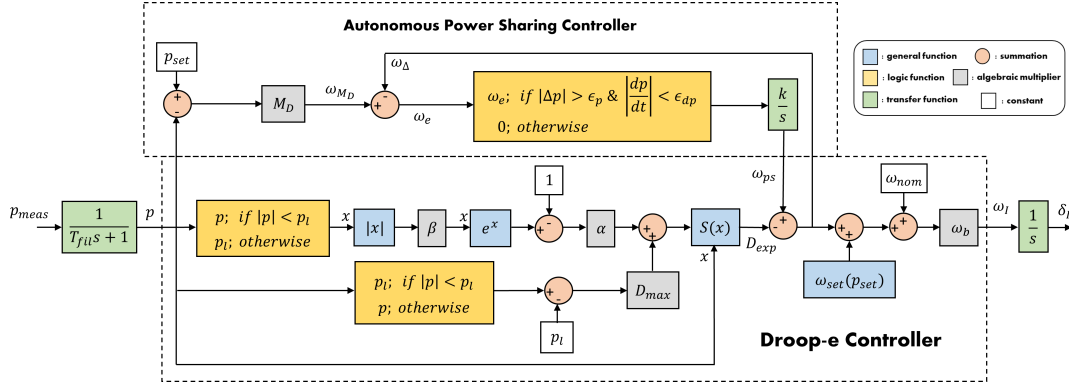 Autonomous Power Sharing Controller
p_set
+
-
M_D
ω_{M_D}
ω_Δ
+
-
ω_e
ω_e; if |Δp| > ϵ_p & |dp/dt| < ϵ_dp
0; otherwise
k/s
ω_ps
: general function
: summation
: logic function
: algebraic multiplier
: transfer function
: constant
p_meas
1/(T_fil s + 1)
p
p; if |p| < p_l
p_l; otherwise
x
|x|
β
x
e^x
1
+
-
α
+
+
S(x)
x
D_exp
+
-
+
+
ω_nom
+
+
ω_b
ω_I
1/s
δ_I
ω_set(p_set)
p_l; if |p| < p_l
p; otherwise
+
-
D_max
p_l
Droop-e Controller